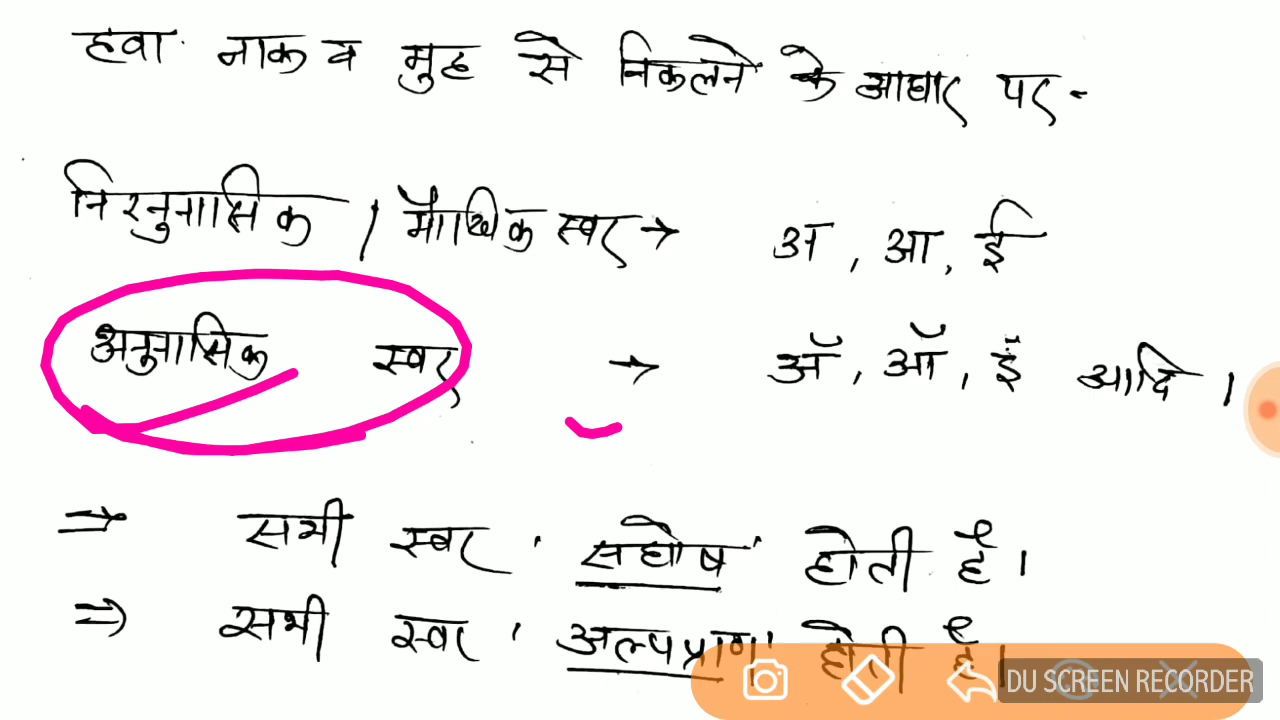 हवा नाक व मुह से निकलने के आधार पर -
निरनुनासिक / मौखिक स्वर → अ, आ, ई
अनुनासिक स्वर → अँ, आँ, इं आदि ।
⇒ सभी स्वर 'सघोष' होती है ।
⇒ सभी स्वर 'अल्पप्राण' होती है ।
DU SCREEN RECORDER